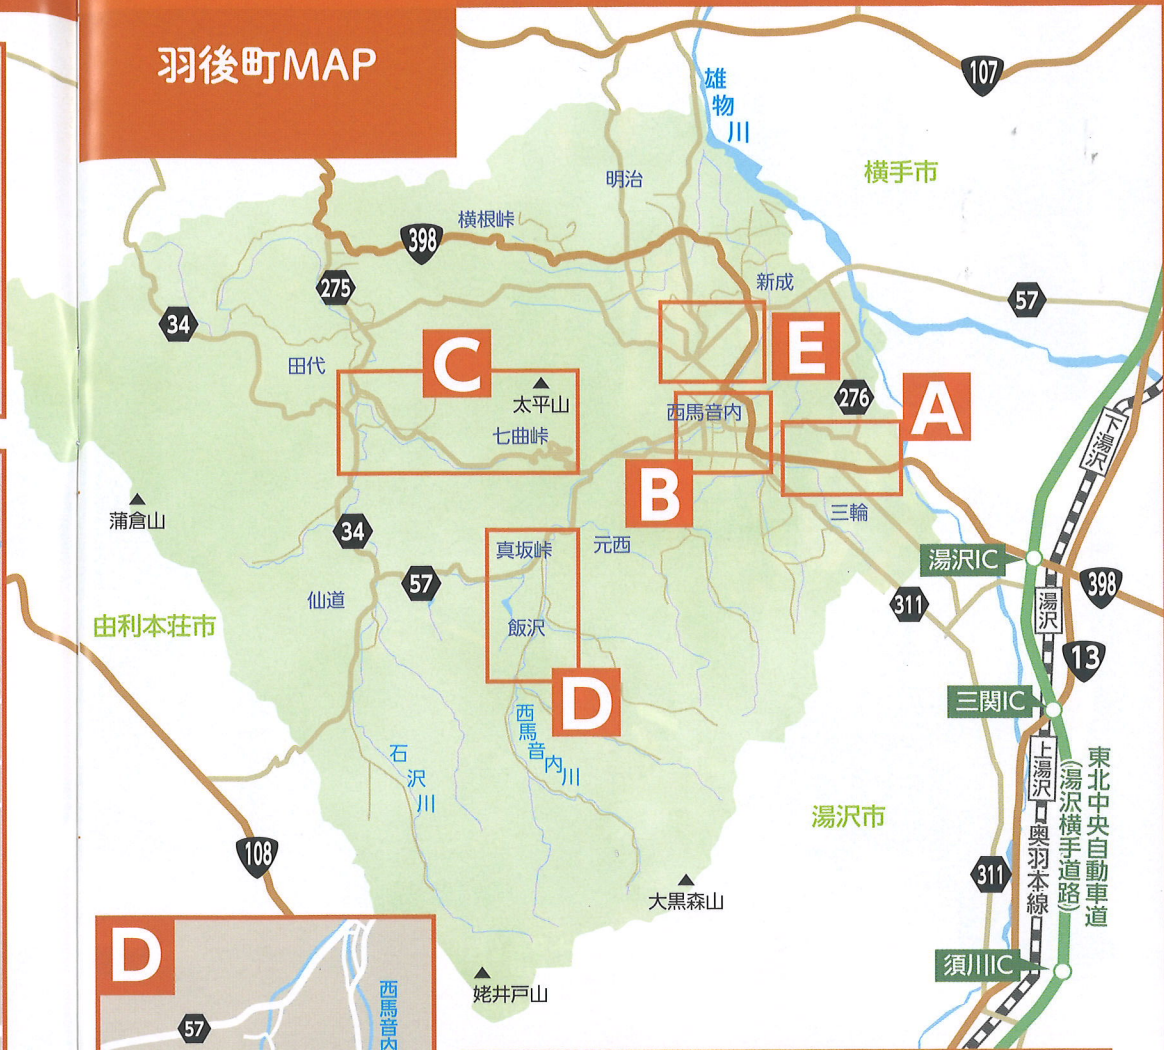 羽後町MAP
107
雄物川
横手市
明治
横根峠
398
275
新成
34
57
E
C
田代
太平山
276
A
西馬音内
七曲峠
下湯沢
B
蒲倉山
三輪
34
真坂峠
元西
湯沢IC
57
398
仙道
311
湯沢
由利本荘市
飯沢
13
D
三関IC
西馬音内川
石沢川
上湯沢
東北中央自動車道
(湯沢横手道路)
湯沢市
奥羽本線
108
311
大黒森山
D
須川IC
姥井戸山
西馬音内
57